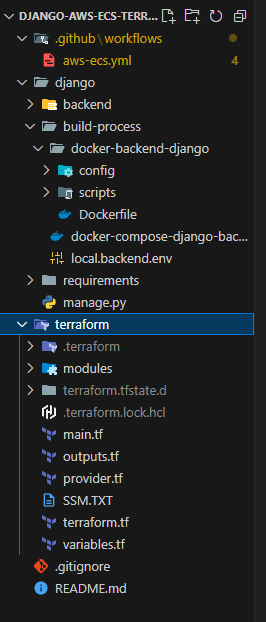 DJANGO-AWS-ECS-TERR...
.github\workflows
aws-ecs.yml 4
django
backend
build-process
docker-backend-django
config
scripts
Dockerfile
docker-compose-django-bac...
local.backend.env
requirements
manage.py
terraform
.terraform
modules
terraform.tfstate.d
.terraform.lock.hcl
main.tf
outputs.tf
provider.tf
SSM.TXT
terraform.tf
variables.tf
.gitignore
README.md